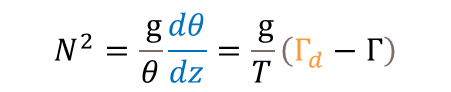 N² = g/θ dθ/dz = g/T (Γ_d − Γ)